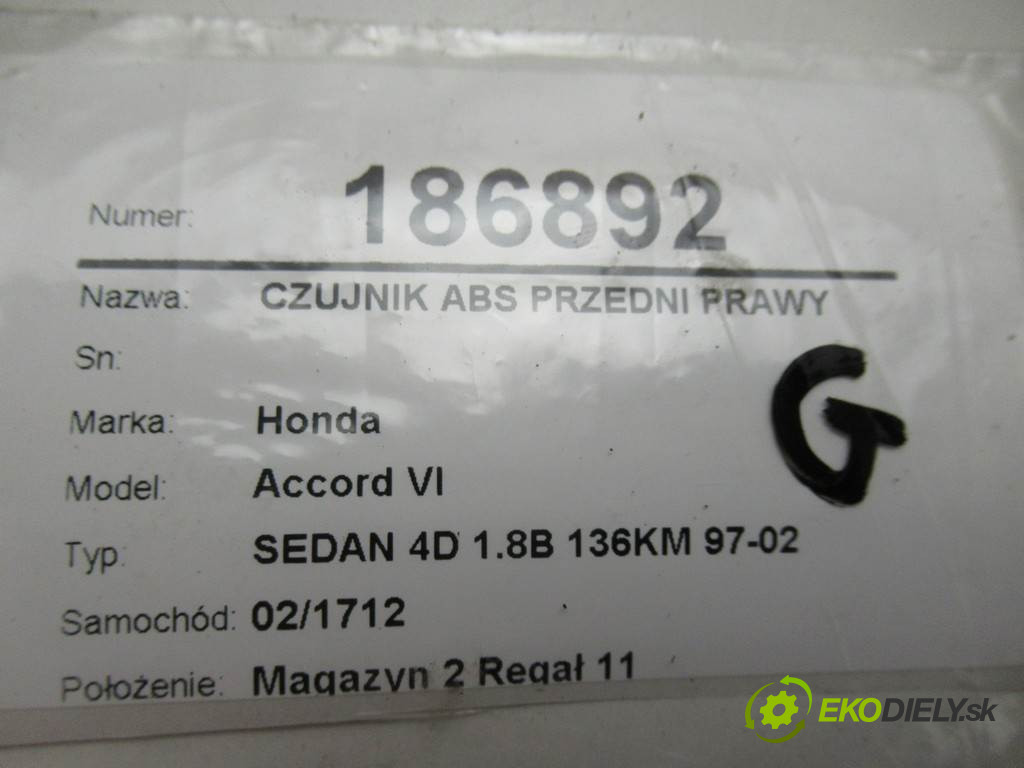 Numer: 186892
Nazwa: CZUJNIK ABS PRZEDNI PRAWY
Sn:
G
Marka: Honda
Model: Accord VI
Typ: SEDAN 4D 1.8B 136KM 97-02
Samochód: 02/1712
Położenie: Magazyn 2 Regał 11
EKODIELY.sk